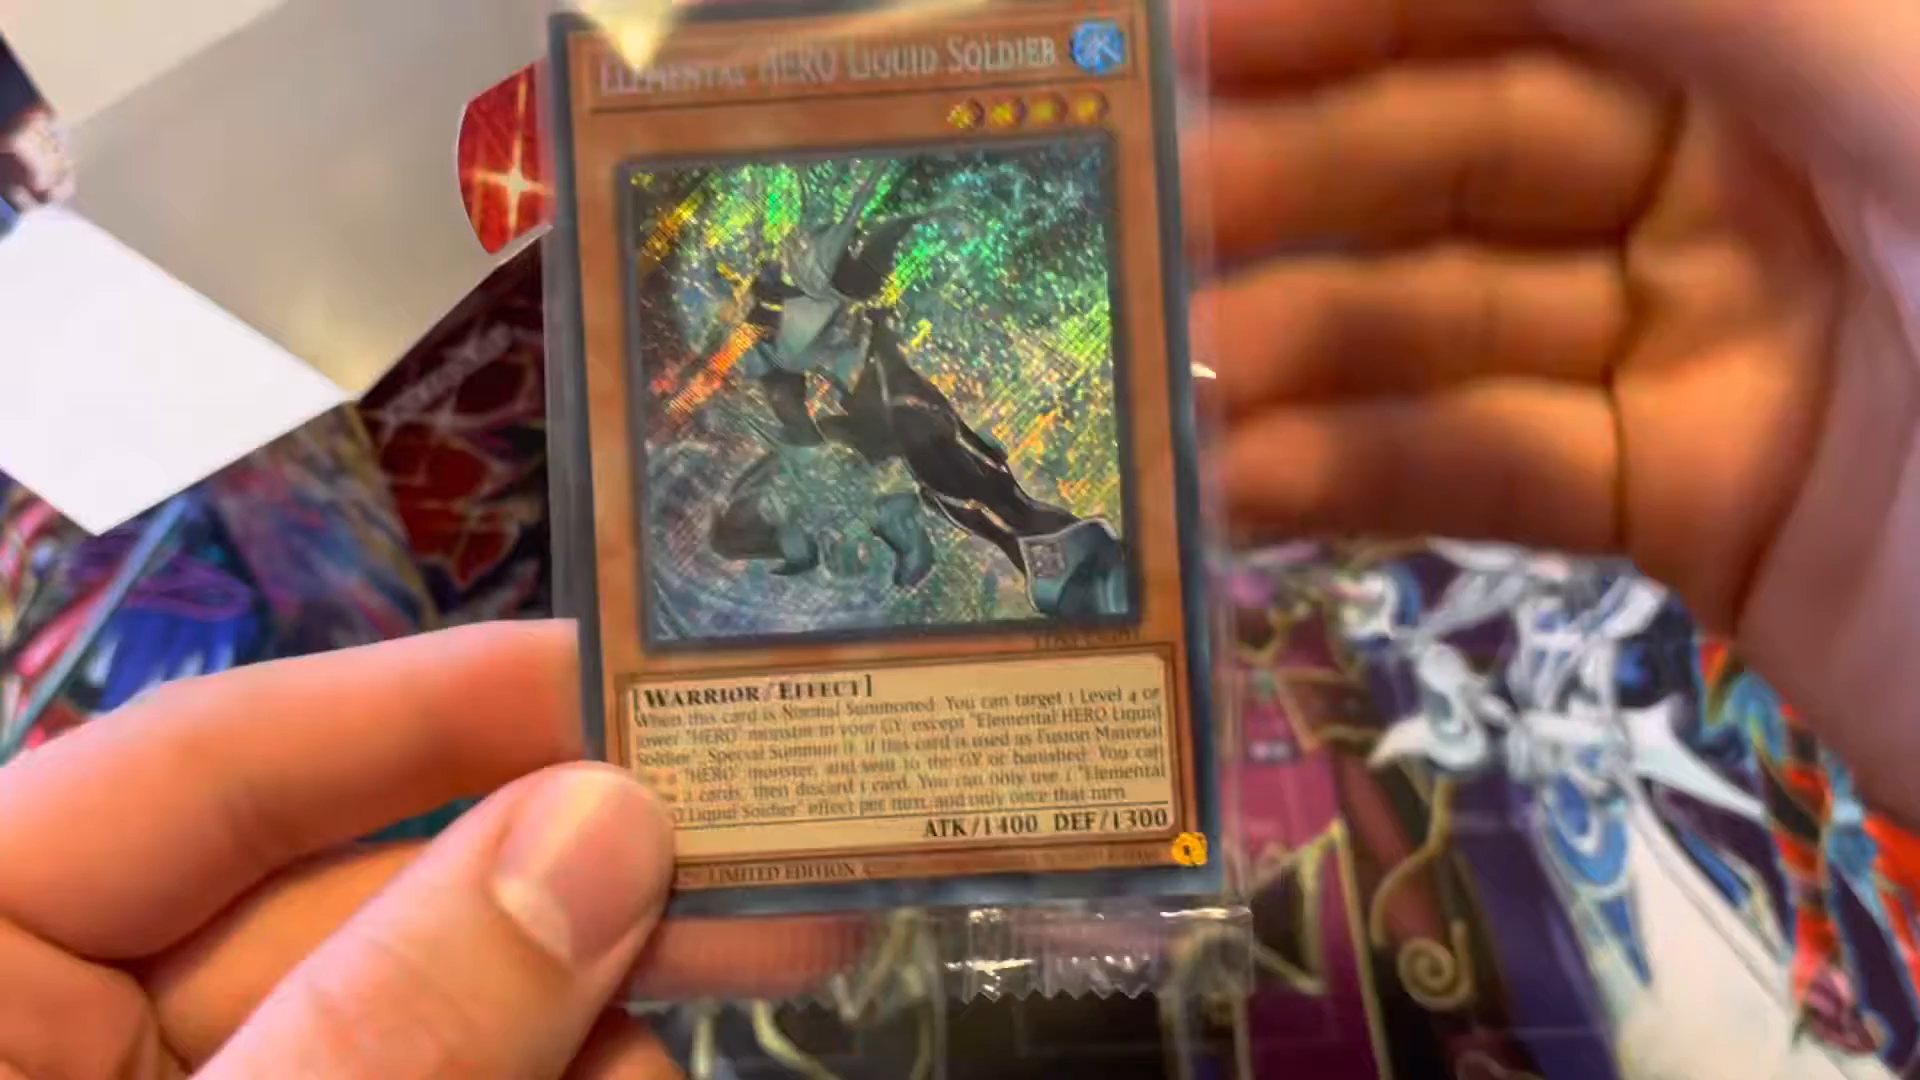 ELEMENTAL HERO LIQUID SOLDIER
[WARRIOR/EFFECT]
When this card is Normal Summoned: You can target 1 Level 4 or
lower "HERO" monster in your GY, except "Elemental HERO Liquid
Soldier"; Special Summon it. If this card is used as Fusion Material
a "HERO" monster, and sent to the GY or banished: You can
2 cards, then discard 1 card. You can only use 1 "Elemental
O Liquid Soldier" effect per turn, and only once that turn.
ATK/1400 DEF/1300
LIMITED EDITION